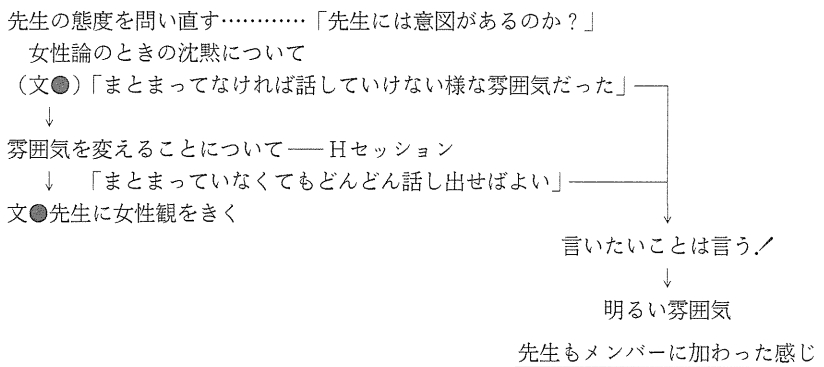 先生の態度を問い直す…………「先生には意図があるのか？」
女性論のときの沈黙について
（文●）「まとまってなければ話していけない様な雰囲気だった」
↓
雰囲気を変えることについて── Hセッション
↓ 「まとまっていなくてもどんどん話し出せばよい」
文●先生に女性観をきく
↓
言いたいことは言う！
↓
明るい雰囲気
先生もメンバーに加わった感じ